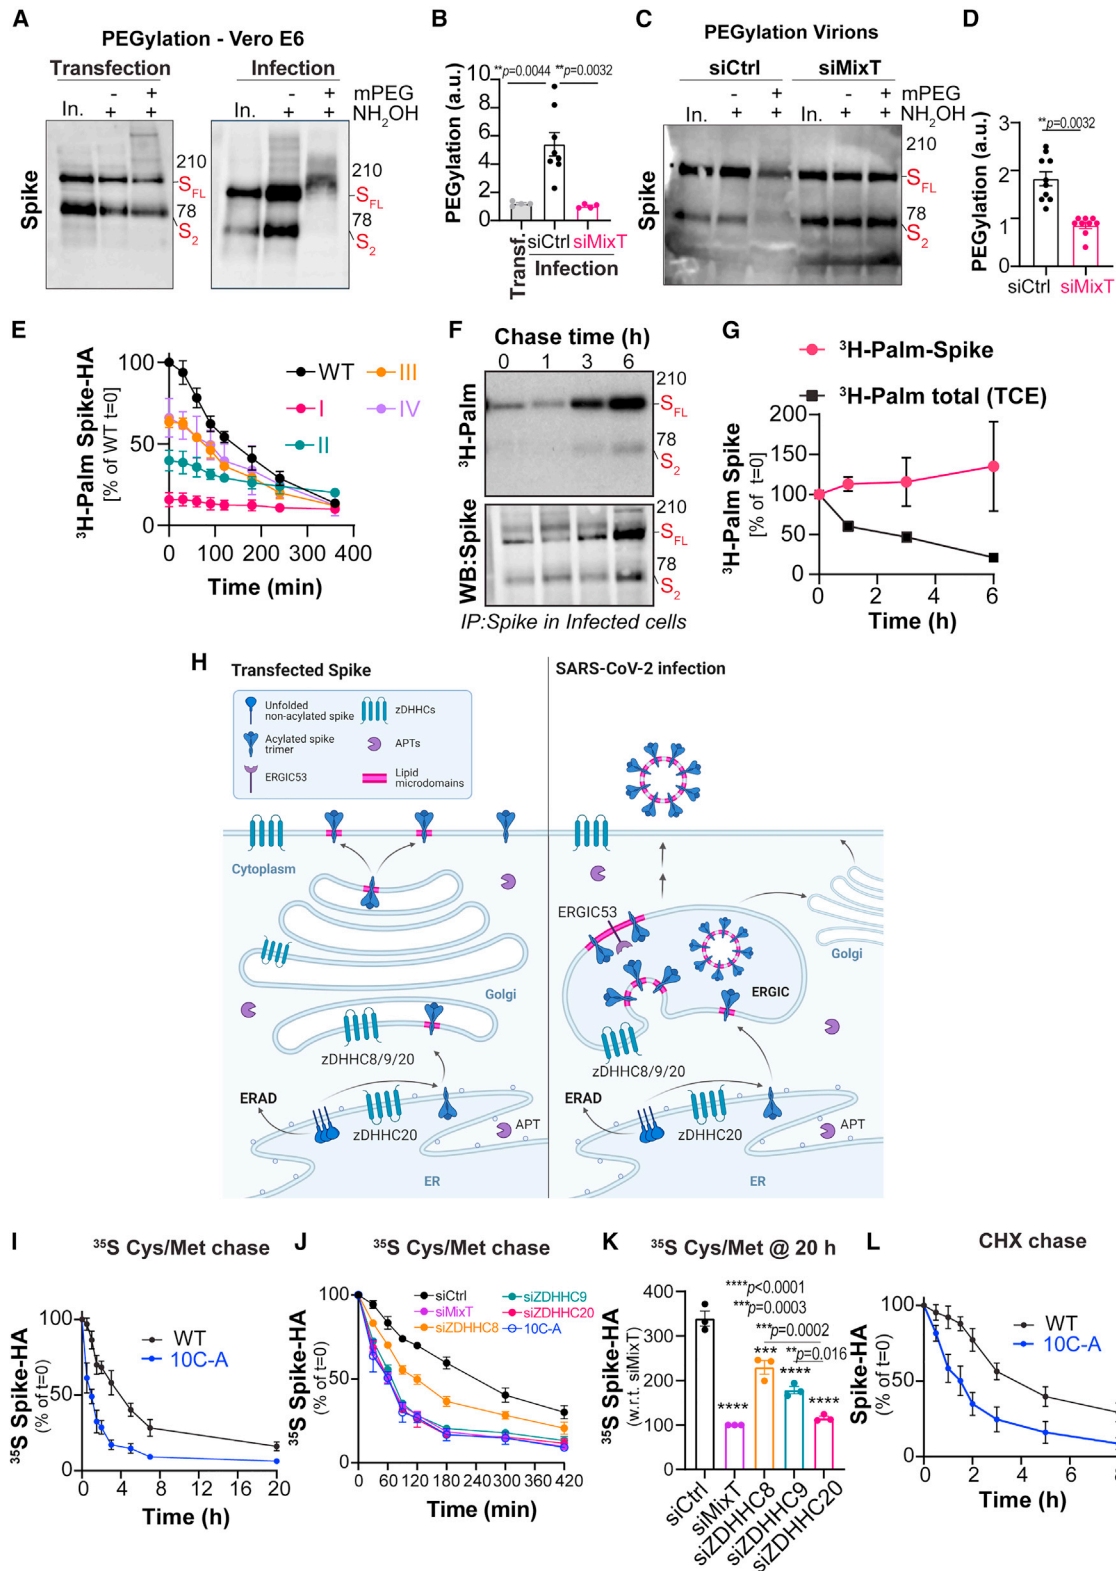 A
PEGylation - Vero E6
Transfection
Infection
- +
mPEG
In. + +
NH2OH
In. + +
Spike
210
SFL
78
S2
210
SFL
78
S2
B
**p=0.0044 **p=0.0032
PEGylation (a.u.)
10
8
6
4
2
0
Transf.
siCtrl
siMixT
Infection
C
PEGylation Virions
siCtrl
siMixT
- + - + mPEG
In. + + In. + + NH2OH
Spike
210
SFL
78
S2
D
**p=0.0032
PEGylation (a.u.)
3
2
1
0
siCtrl siMixT
E
3H-Palm Spike-HA
[% of WT t=0]
100
50
0
WT
I
II
III
IV
0 100 200 300 400
Time (min)
F
Chase time (h)
0 1 3 6
3H-Palm
210
SFL
78
S2
WB:Spike
210
SFL
78
S2
IP:Spike in Infected cells
G
3H-Palm-Spike
3H-Palm total (TCE)
3H-Palm Spike
[% of t=0]
200
150
100
50
0
0 2 4 6
Time (h)
H
Transfected Spike
SARS-CoV-2 infection
Unfolded
non-acylated spike
zDHHCs
Acylated spike
trimer
APTs
ERGIC53
Lipid
microdomains
Cytoplasm
Golgi
zDHHC8/9/20
ERAD
zDHHC20
APT
ER
ERGIC53
Golgi
ERGIC
zDHHC8/9/20
ERAD
zDHHC20
APT
ER
I
35S Cys/Met chase
35S Spike-HA
(% of t=0)
100
50
0
WT
10C-A
0 4 8 12 16 20
Time (h)
J
35S Cys/Met chase
35S Spike-HA
(% of t=0)
100
50
0
siCtrl
siMixT
siZDHHC8
siZDHHC9
siZDHHC20
10C-A
0 60 120 180 240 300 360 420
Time (min)
K
35S Cys/Met @ 20 h
****p<0.0001
***p=0.0003
***p=0.0002
**p=0.016
35S Spike-HA
(w.r.t. siMixT)
400
300
200
100
0
****
***
****
****
siCtrl
siMixT
siZDHHC8
siZDHHC9
siZDHHC20
L
CHX chase
Spike-HA
(% of t=0)
100
50
0
WT
10C-A
0 2 4 6 8
Time (h)